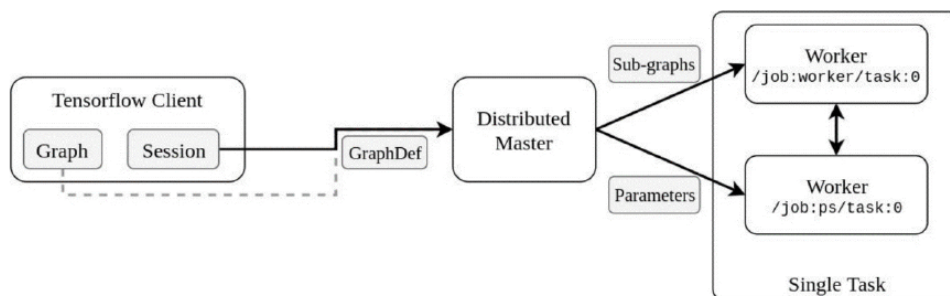 Tensorflow Client
Graph
Session
GraphDef
Distributed
Master
Sub-graphs
Parameters
Worker
/job:worker/task:0
Worker
/job:ps/task:0
Single Task